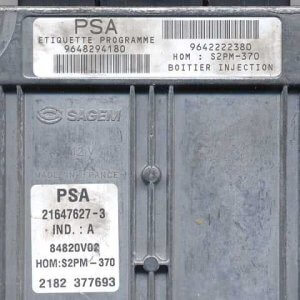 PSA
ETIQUETTE PROGRAMME
9648294180
9642222380
HOM : S2PM-370
BOITIER INJECTION
SAGEM
12 V
MADE IN FRANCE
PSA
21647627-3
IND. : A
84820V02
HOM:S2PM-370
2182 377693